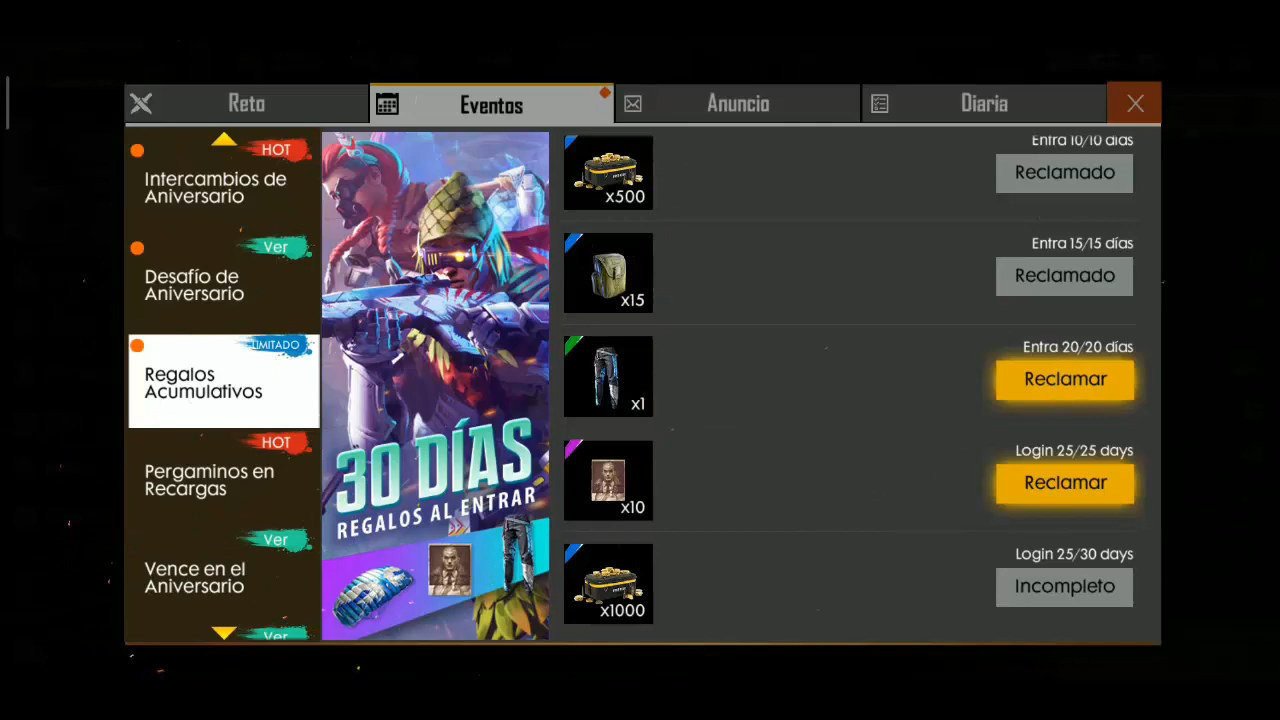 Reto
Eventos
Anuncio
Diaria
HOT
Intercambios de
Aniversario
Ver
Desafío de
Aniversario
LIMITADO
Regalos
Acumulativos
HOT
Pergaminos en
Recargas
Ver
Vence en el
Aniversario
Ver
30 DÍAS
REGALOS AL ENTRAR
x500
Entra 10/10 días
Reclamado
x15
Entra 15/15 días
Reclamado
x1
Entra 20/20 días
Reclamar
x10
Login 25/25 days
Reclamar
x1000
Login 25/30 days
Incompleto